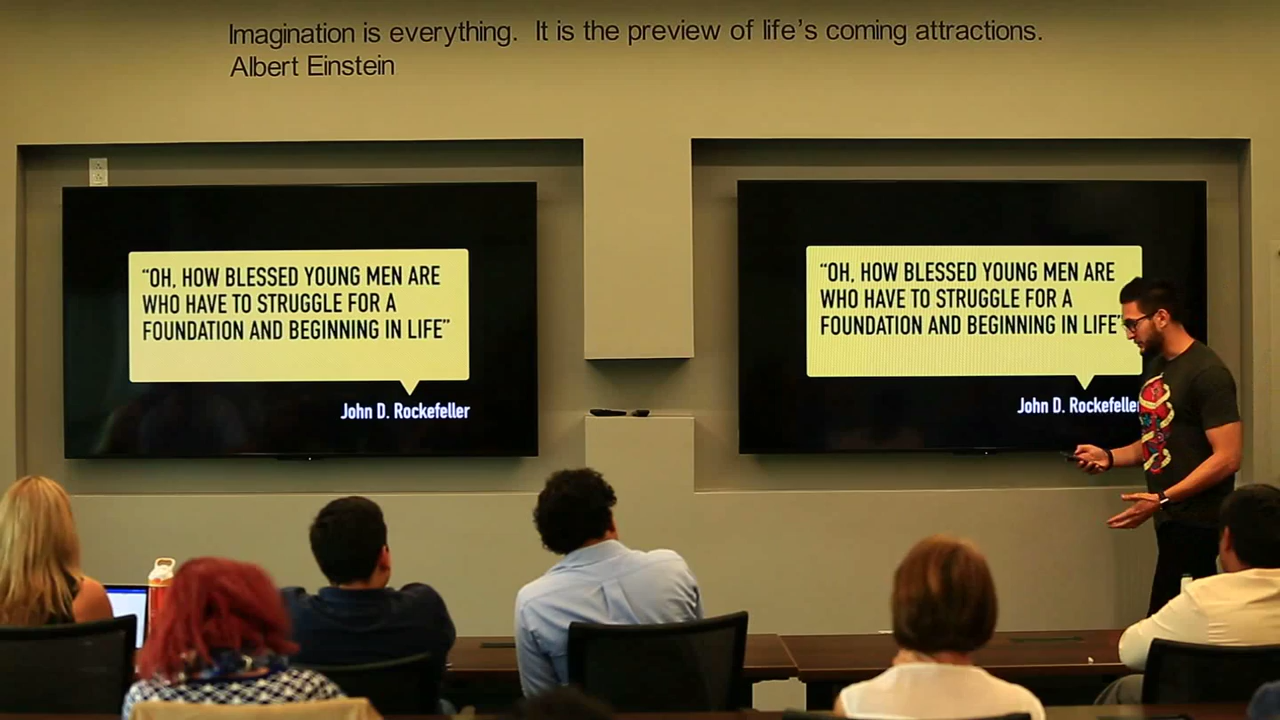 Imagination is everything. It is the preview of life's coming attractions.
Albert Einstein
“OH, HOW BLESSED YOUNG MEN ARE
WHO HAVE TO STRUGGLE FOR A
FOUNDATION AND BEGINNING IN LIFE”
John D. Rockefeller
“OH, HOW BLESSED YOUNG MEN ARE
WHO HAVE TO STRUGGLE FOR A
FOUNDATION AND BEGINNING IN LIFE”
John D. Rockefeller